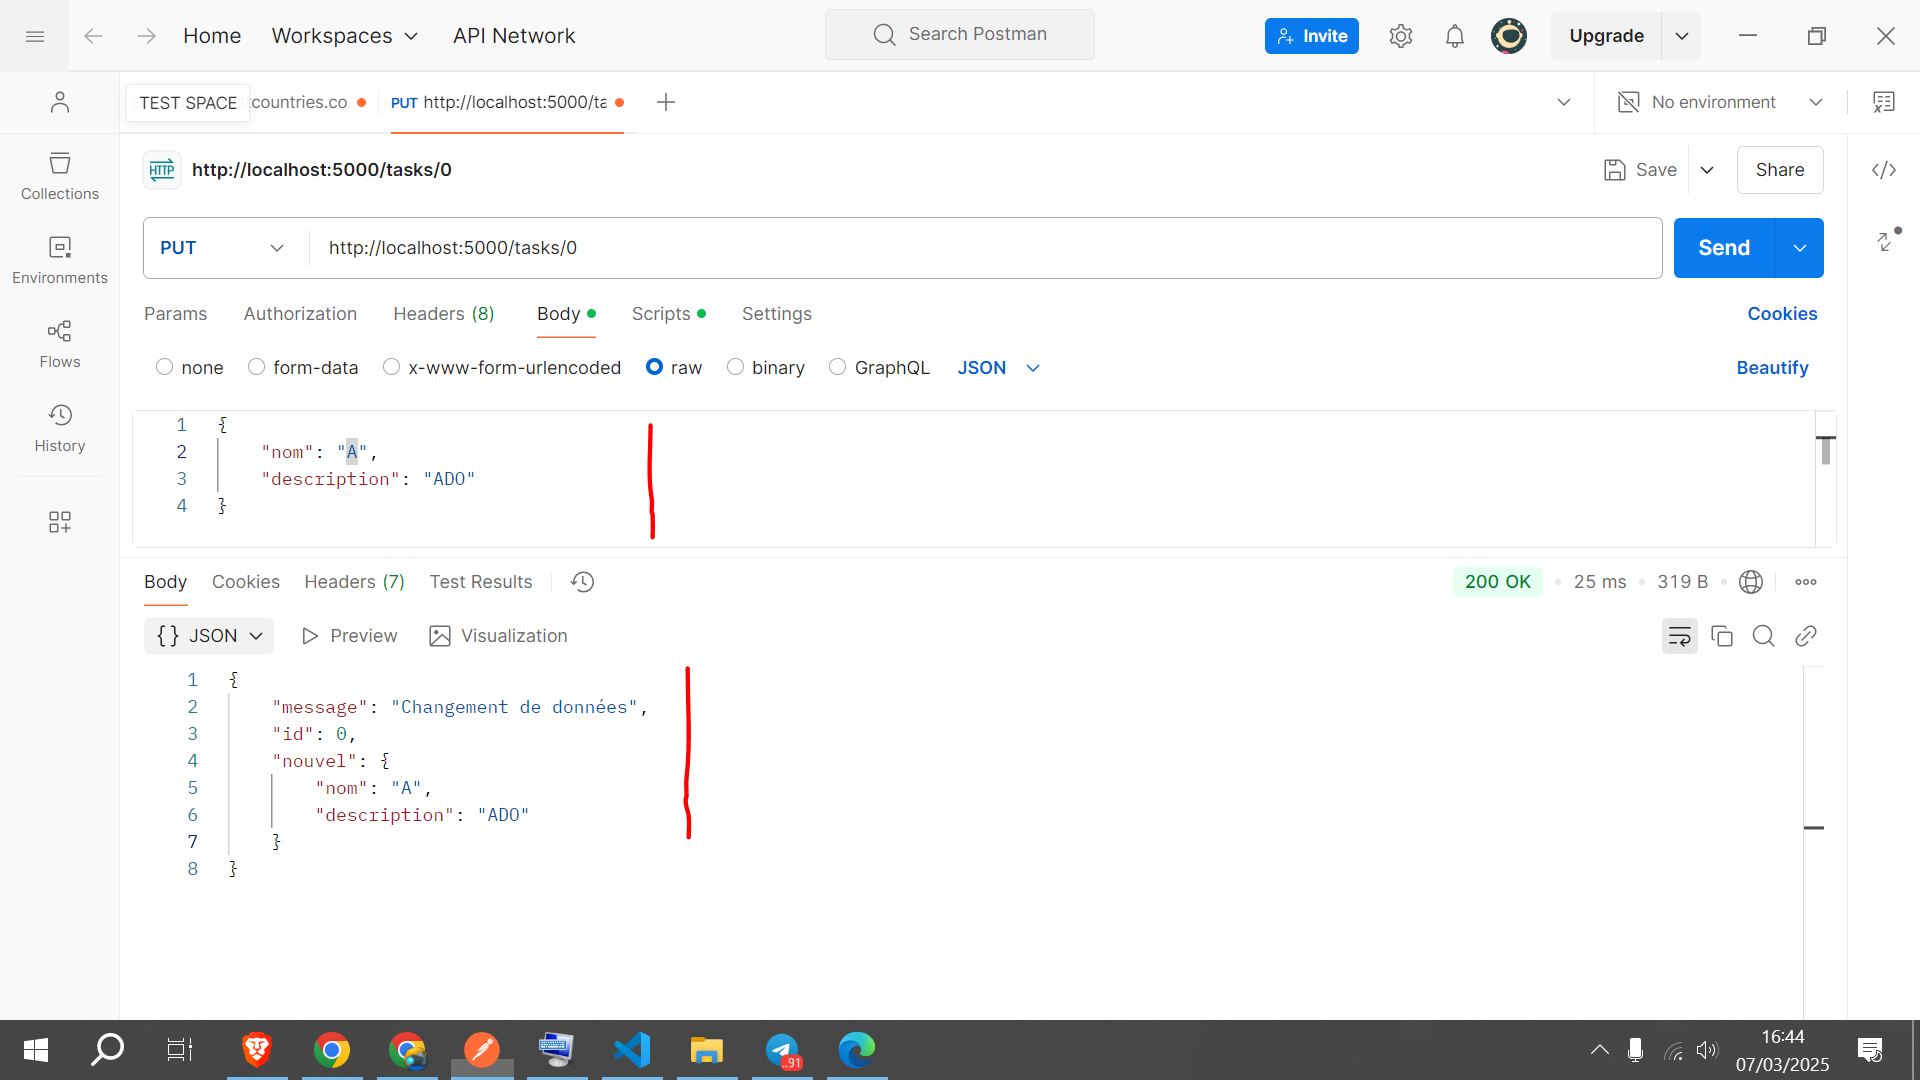 Home Workspaces API Network Search Postman Invite Upgrade
TEST SPACE tcountries.co PUT http://localhost:5000/ta No environment
HTTP http://localhost:5000/tasks/0 Save Share
PUT http://localhost:5000/tasks/0 Send
Params Authorization Headers (8) Body Scripts Settings Cookies
none form-data x-www-form-urlencoded raw binary GraphQL JSON Beautify
Collections
Environments
Flows
History
1 {
2 "nom": "A",
3 "description": "ADO"
4 }
Body Cookies Headers (7) Test Results 200 OK 25 ms 319 B
{} JSON Preview Visualization
1 {
2 "message": "Changement de données",
3 "id": 0,
4 "nouvel": {
5 "nom": "A",
6 "description": "ADO"
7 }
8 }
..91
16:44
07/03/2025